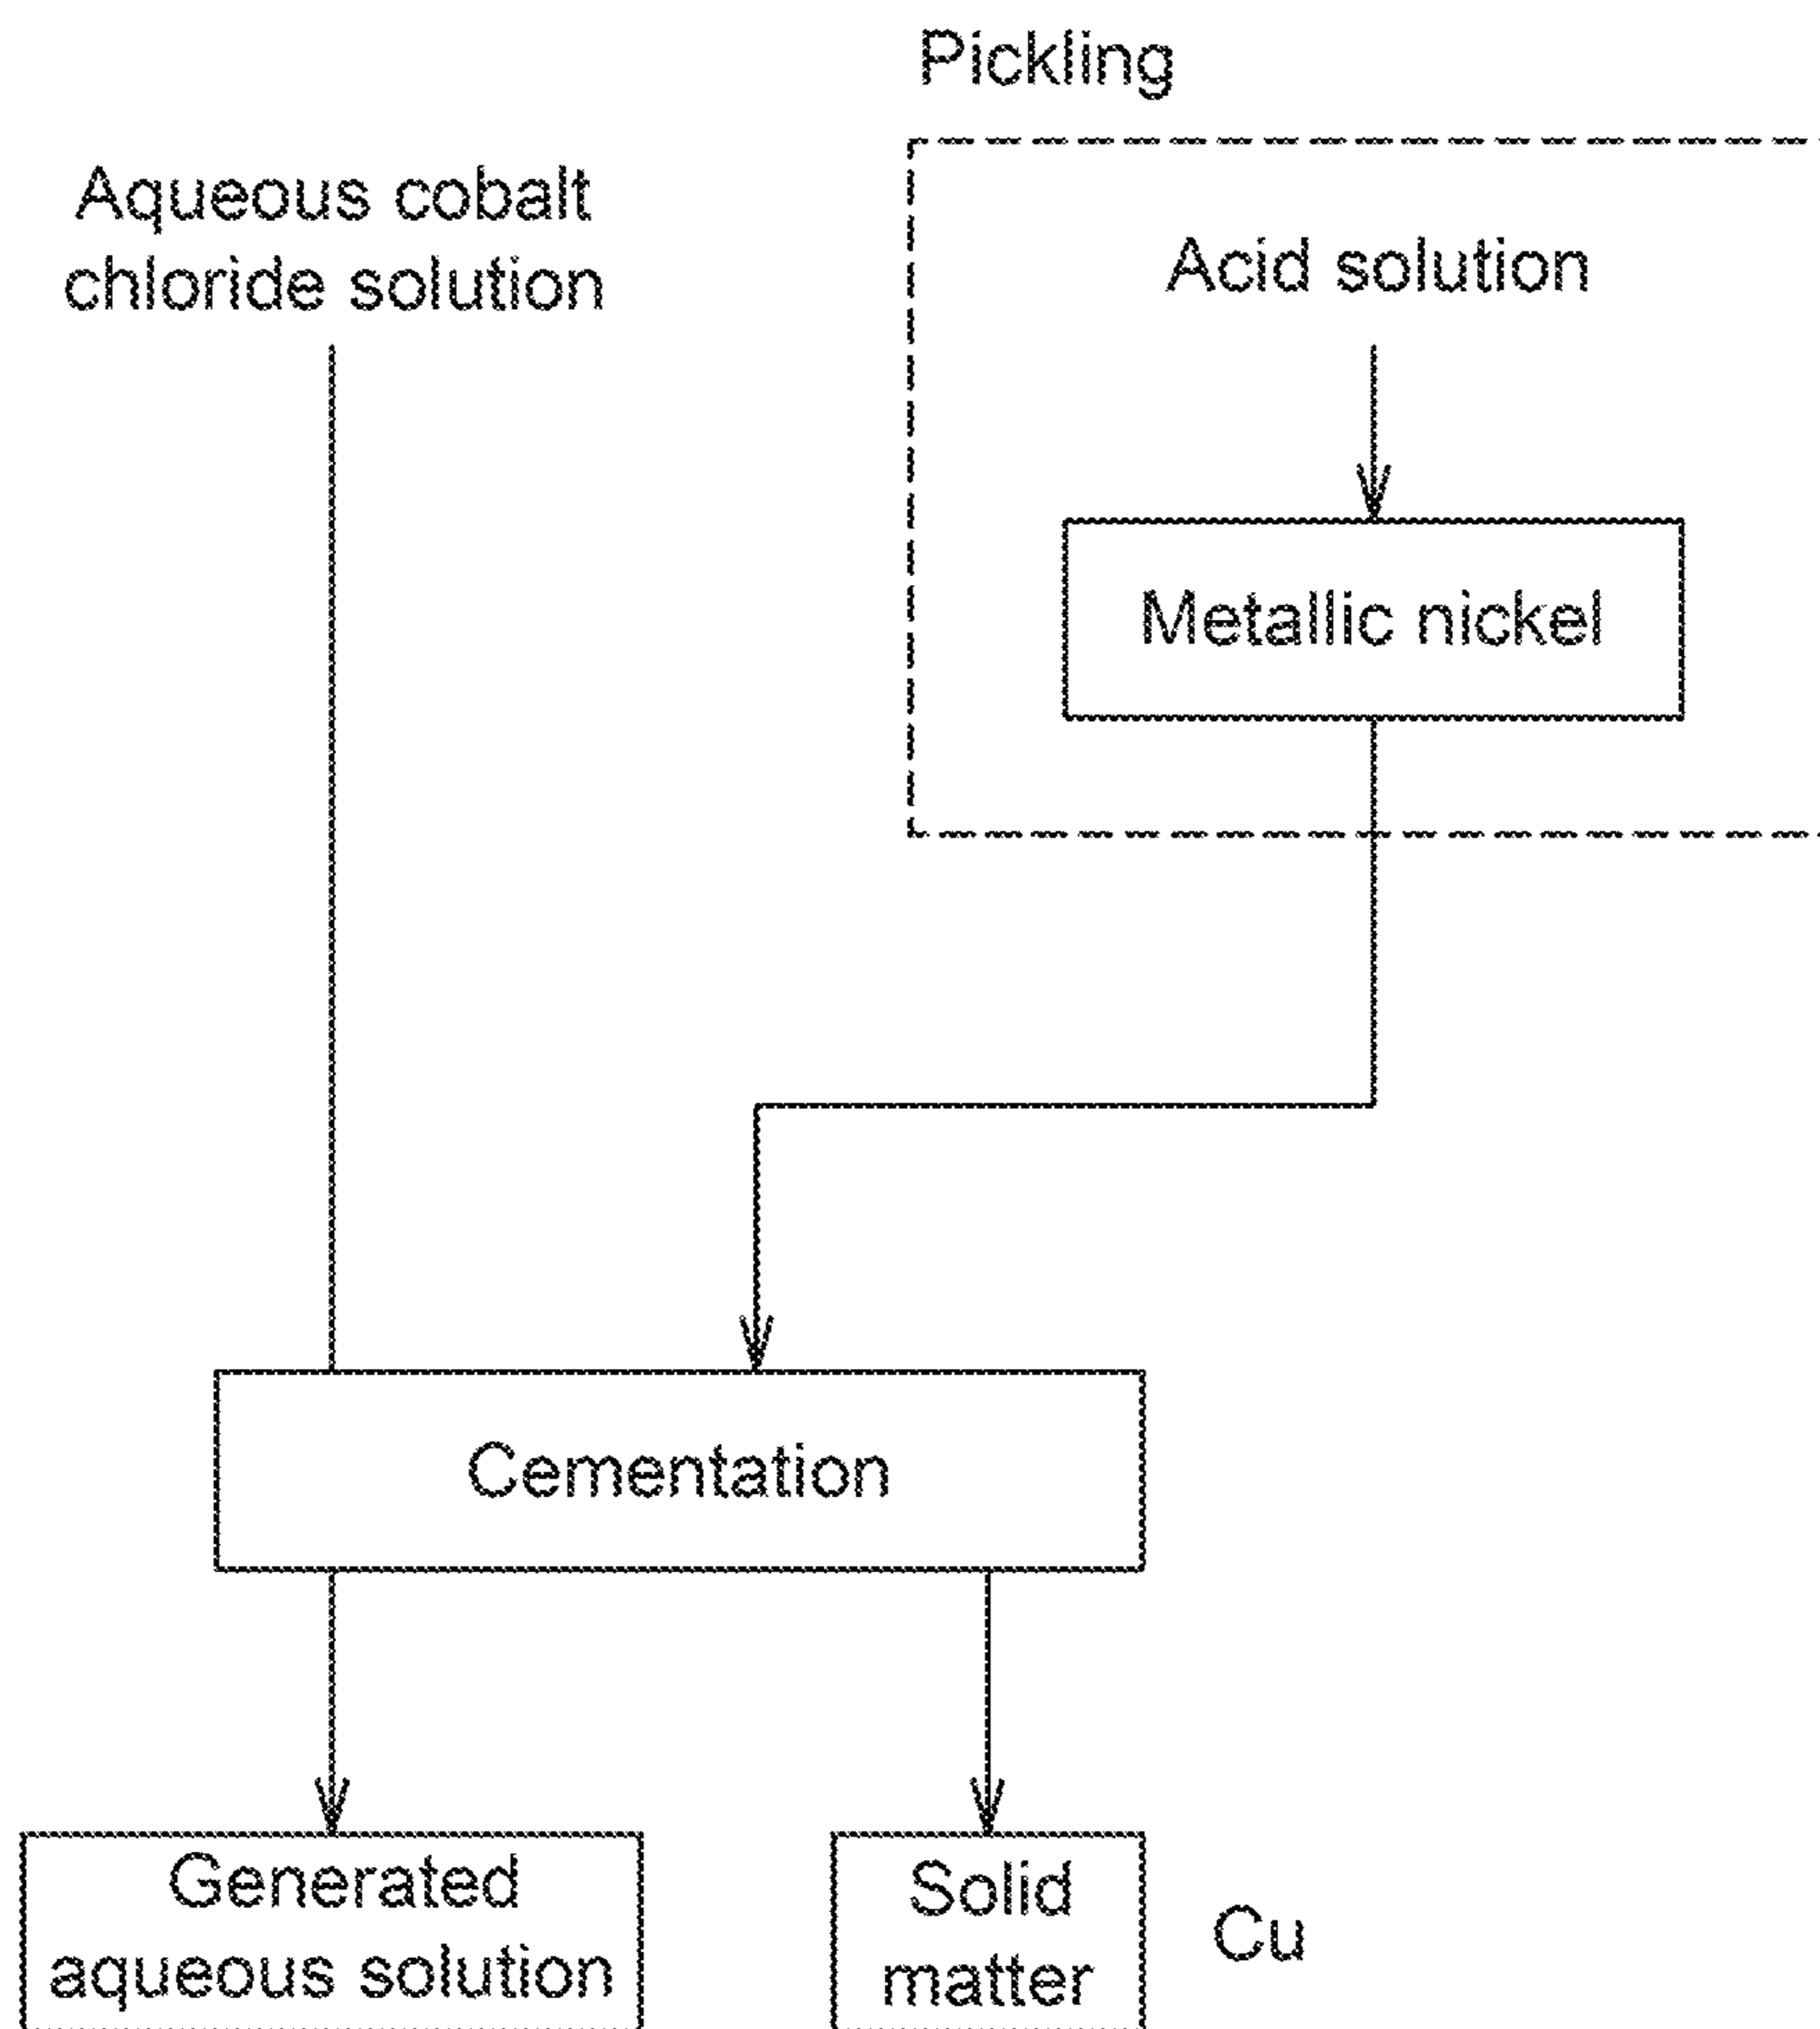 Pickling
Aqueous cobalt
chloride solution
Acid solution
Metallic nickel
Cementation
Generated
aqueous solution
Solid
matter
Cu